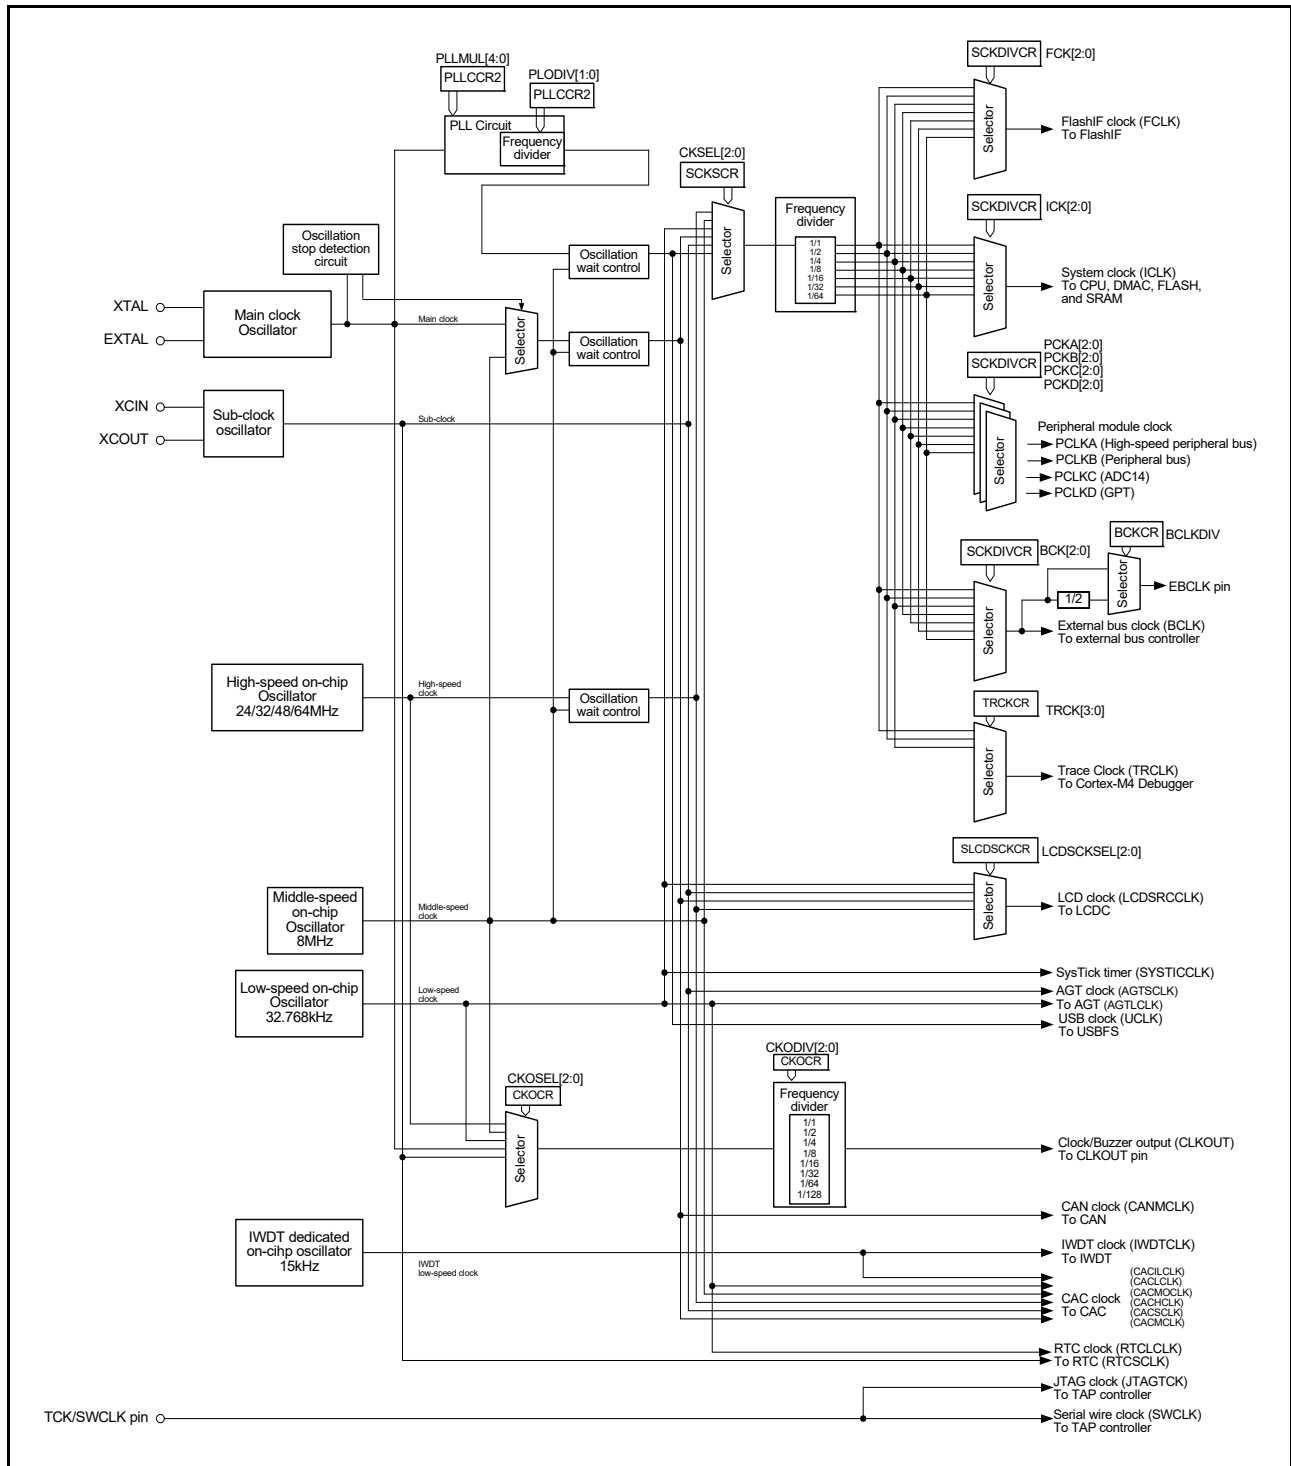 PLLMUL[4:0]
PLLCCR2
PLODIV[1:0]
PLLCCR2
PLL Circuit
Frequency
divider
CKSEL[2:0]
SCKSCR
Selector
Frequency
divider
1/1
1/2
1/4
1/8
1/16
1/32
1/64
SCKDIVCR
FCK[2:0]
Selector
FlashIF clock (FCLK)
To FlashIF
SCKDIVCR
ICK[2:0]
Selector
System clock (ICLK)
To CPU, DMAC, FLASH,
and SRAM
Oscillation
stop detection
circuit
Oscillation
wait control
XTAL
EXTAL
Main clock
Oscillator
Main clock
Selector
Oscillation
wait control
XCIN
XCOUT
Sub-clock
oscillator
Sub-clock
PCKA[2:0]
PCKB[2:0]
PCKC[2:0]
PCKD[2:0]
SCKDIVCR
Selector
Peripheral module clock
PCLKA (High-speed peripheral bus)
PCLKB (Peripheral bus)
PCLKC (ADC14)
PCLKD (GPT)
SCKDIVCR
BCK[2:0]
BCKCR
BCLKDIV
Selector
Selector
1/2
EBCLK pin
External bus clock (BCLK)
To external bus controller
High-speed on-chip
Oscillator
24/32/48/64MHz
High-speed
clock
Oscillation
wait control
TRCKCR
TRCK[3:0]
Selector
Trace Clock (TRCLK)
To Cortex-M4 Debugger
SLCDSCKCR
LCDSCKSEL[2:0]
Selector
LCD clock (LCDSRCCLK)
To LCDC
Middle-speed
on-chip
Oscillator
8MHz
Middle-speed
clock
Low-speed on-chip
Oscillator
32.768kHz
Low-speed
clock
SysTick timer (SYSTICCLK)
AGT clock (AGTSCLK)
To AGT (AGTLCLK)
USB clock (UCLK)
To USBFS
CKOSEL[2:0]
CKOCR
Selector
CKODIV[2:0]
CKOCR
Frequency
divider
1/1
1/2
1/4
1/8
1/16
1/32
1/64
1/128
Clock/Buzzer output (CLKOUT)
To CLKOUT pin
CAN clock (CANMCLK)
To CAN
IWDT dedicated
on-cihp oscillator
15kHz
IWDT
low-speed clock
IWDT clock (IWDTCLK)
To IWDT
CAC clock
To CAC
(CACILCLK)
(CACLCLK)
(CACMOCLK)
(CACHCLK)
(CACSCLK)
(CACMCLK)
RTC clock (RTCLCLK)
To RTC (RTCSCLK)
JTAG clock (JTAGTCK)
To TAP controller
TCK/SWCLK pin
Serial wire clock (SWCLK)
To TAP controller